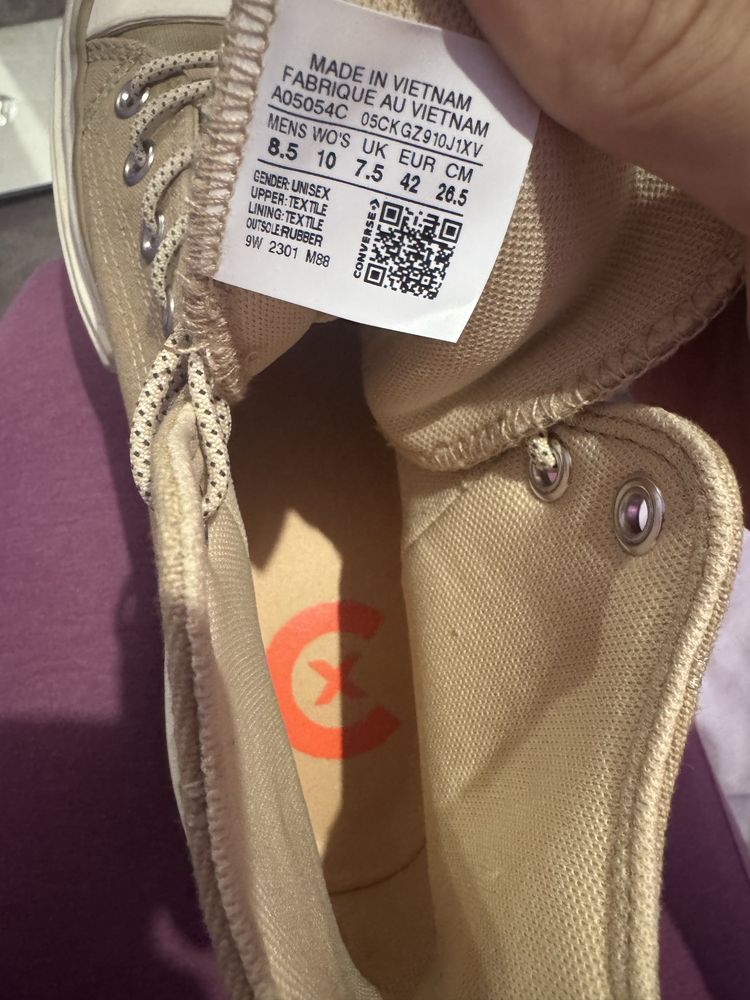 MADE IN VIETNAM
FABRIQUE AU VIETNAM
A05054C 05CKGZ910J1XV
MENS WO'S UK EUR CM
8.5 10 7.5 42 26.5
GENDER: UNISEX
UPPER: TEXTILE
LINING: TEXTILE
OUTSOLE:RUBBER
9W 2301 M88
CONVERSE